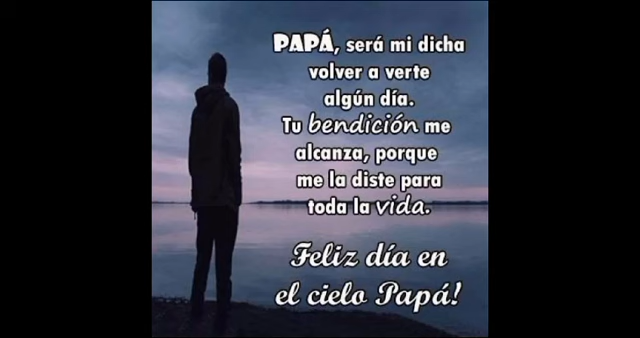 PAPÁ, será mi dicha
volver a verte
algún día.
Tu bendición me
alcanza, porque
me la diste para
toda la vida.
Feliz día en
el cielo Papá!